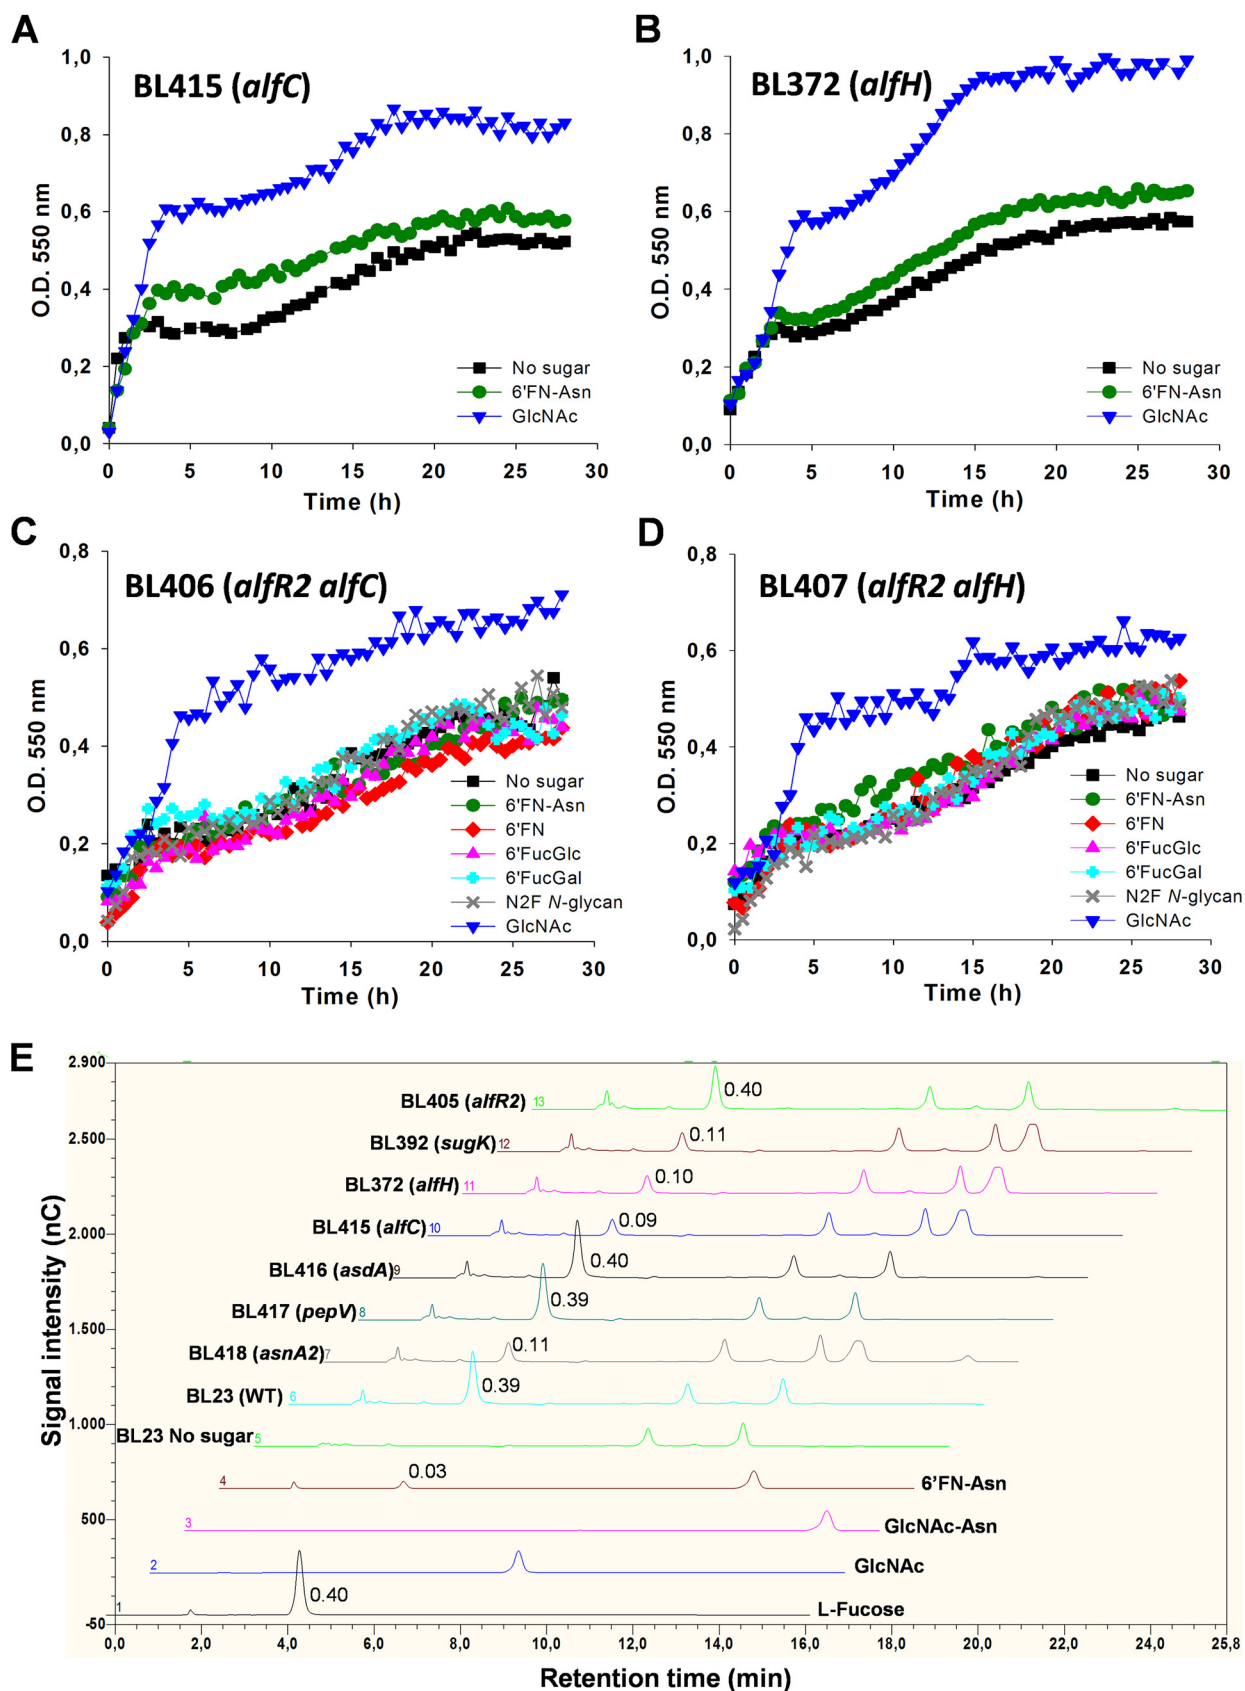 A
BL415 (alfC)
1,0
0,8
0,6
0,4
0,2
0,0
O.D. 550 nm
No sugar
6'FN-Asn
GlcNAc
0 5 10 15 20 25 30
Time (h)
B
BL372 (alfH)
1,0
0,8
0,6
0,4
0,2
0,0
O.D. 550 nm
No sugar
6'FN-Asn
GlcNAc
0 5 10 15 20 25 30
Time (h)
C
BL406 (alfR2 alfC)
0,8
0,6
0,4
0,2
0,0
O.D. 550 nm
No sugar
6'FN-Asn
6'FN
6'FucGlc
6'FucGal
N2F N-glycan
GlcNAc
0 5 10 15 20 25 30
Time (h)
D
BL407 (alfR2 alfH)
0,8
0,6
0,4
0,2
0,0
O.D. 550 nm
No sugar
6'FN-Asn
6'FN
6'FucGlc
6'FucGal
N2F N-glycan
GlcNAc
0 5 10 15 20 25 30
Time (h)
E
2.900
2.500
2.000
1.500
1.000
500
-50
Signal intensity (nC)
BL405 (alfR2) 13 0.40
BL392 (sugK) 12 0.11
BL372 (alfH) 11 0.10
BL415 (alfC) 10 0.09
BL416 (asdA) 9 0.40
BL417 (pepV) 8 0.39
BL418 (asnA2) 7 0.11
BL23 (WT) 6 0.39
BL23 No sugar 5
4 0.03 6'FN-Asn
3 GlcNAc-Asn
2 GlcNAc
1 0.40 L-Fucose
0,0 2,0 4,0 6,0 8,0 10,0 12,0 14,0 16,0 18,0 20,0 22,0 24,0 25,8
Retention time (min)